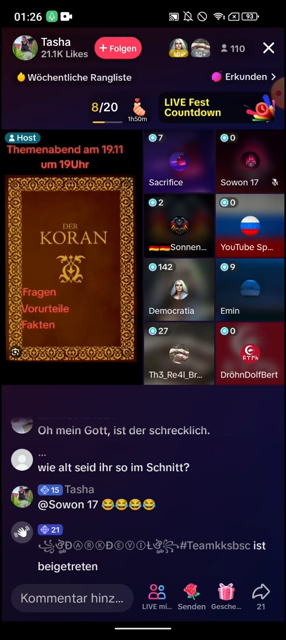 01:26
93
Tasha
21.1K Likes
+ Folgen
110
Wöchentliche Rangliste
Erkunden >
8/20
1h50m
LIVE Fest
Countdown
Host
Themenabend am 19.11
um 19Uhr
DER
KORAN
Fragen
Vorurteile
Fakten
7
Sacrifice
0
Sowon 17
2
Sonnen...
0
YouTube Sp...
142
Democratia
9
Emin
27
Th3_Re4l_Br...
0
DröhnDolfBert
Oh mein Gott, ist der schrecklich.
...
wie alt seid ihr so im Schnitt?
15 Tasha
@Sowon 17 😂😂😂😂
21
ⒹⒶⓇⓀⒹⒺⓋⒾⓁ #Teamkksbsc ist
beigetreten
Kommentar hinz...
LIVE mi...
Senden
Gesche...
21